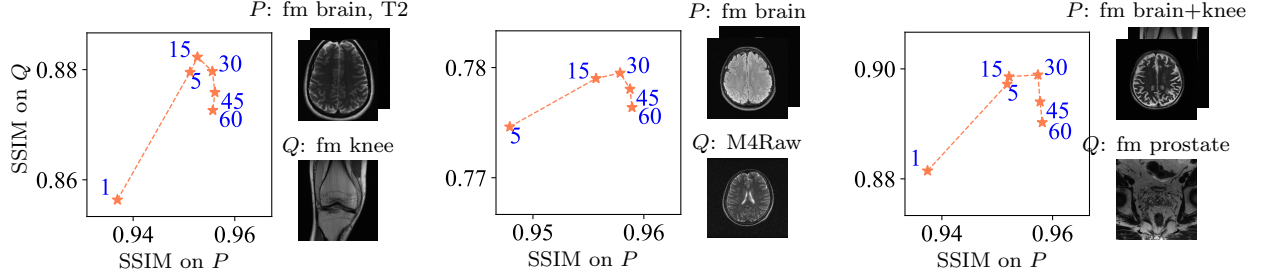 P: fm brain, T2
SSIM on Q
0.88
0.86
15
5
30
45
60
1
0.94
0.96
SSIM on P
Q: fm knee
P: fm brain
0.78
0.77
15
30
45
60
5
0.95
0.96
SSIM on P
Q: M4Raw
P: fm brain+knee
0.90
0.88
15
5
30
45
60
1
0.94
0.96
SSIM on P
Q: fm prostate